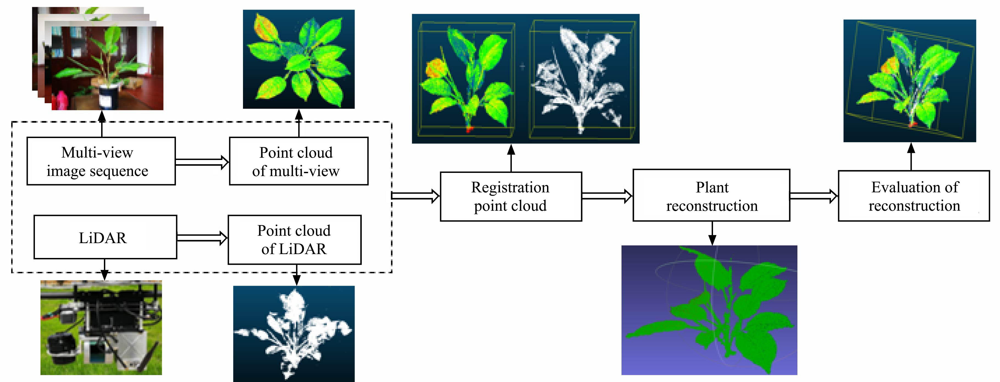 Multi-view
image sequence
Point cloud
of multi-view
LiDAR
Point cloud
of LiDAR
Registration
point cloud
Plant
reconstruction
Evaluation of
reconstruction